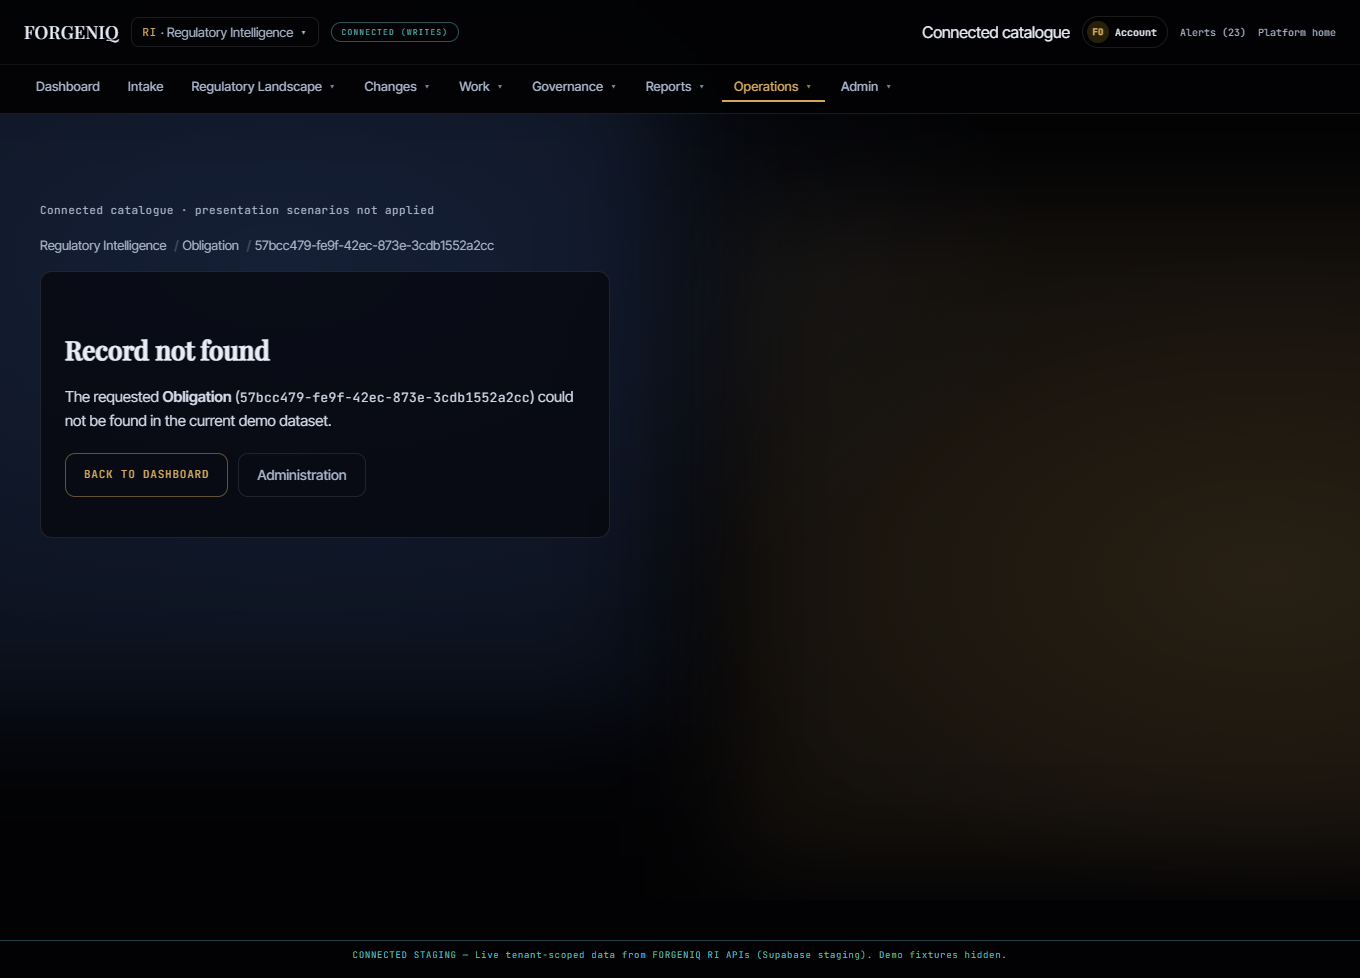 FORGENIQ
RI · Regulatory Intelligence ▾
CONNECTED (WRITES)
Connected catalogue
FO Account
Alerts (23)
Platform home
Dashboard
Intake
Regulatory Landscape ▾
Changes ▾
Work ▾
Governance ▾
Reports ▾
Operations ▾
Admin ▾
Connected catalogue · presentation scenarios not applied
Regulatory Intelligence / Obligation / 57bcc479-fe9f-42ec-873e-3cdb1552a2cc
Record not found
The requested Obligation (57bcc479-fe9f-42ec-873e-3cdb1552a2cc) could
not be found in the current demo dataset.
BACK TO DASHBOARD
Administration
CONNECTED STAGING — Live tenant-scoped data from FORGENIQ RI APIs (Supabase staging). Demo fixtures hidden.